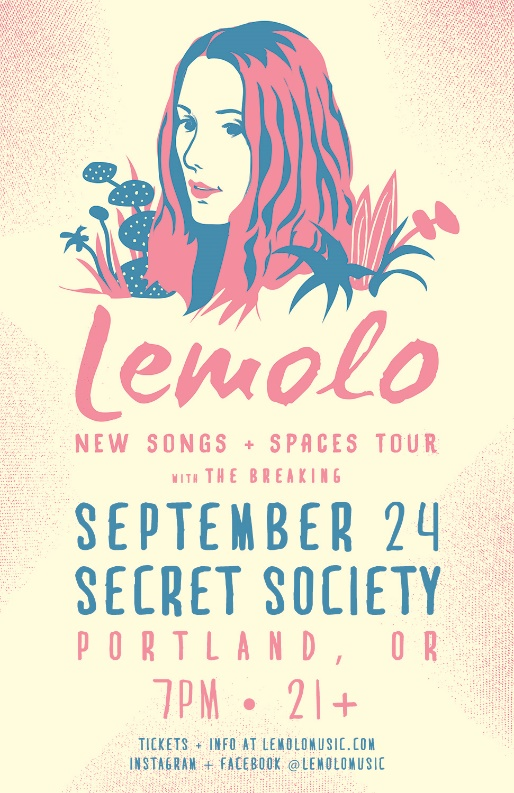 Lemolo
NEW SONGS + SPACES TOUR
WITH THE BREAKING
SEPTEMBER 24
SECRET SOCIETY
PORTLAND, OR
7PM • 21+
TICKETS + INFO AT LEMOLOMUSIC.COM
INSTAGRAM + FACEBOOK @LEMOLOMUSIC